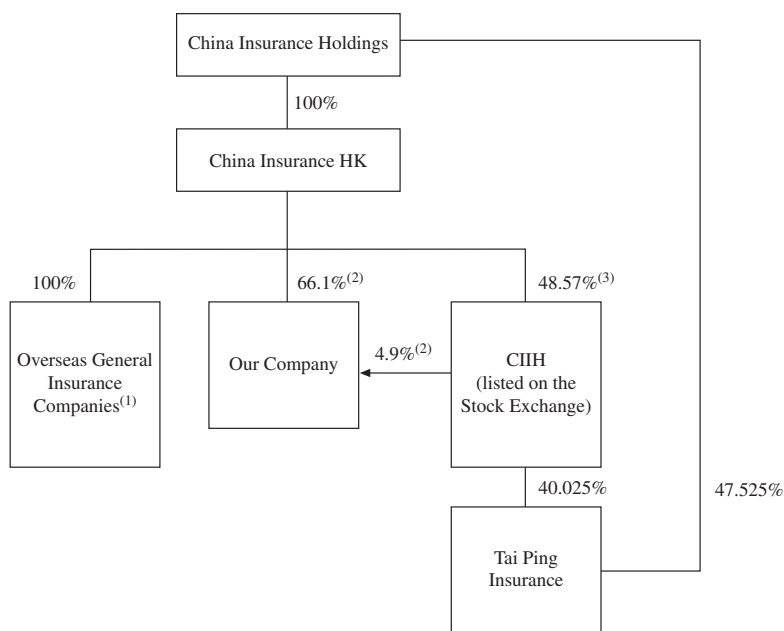 China Insurance Holdings
100%
China Insurance HK
100%
66.1%(2)
48.57%(3)
Overseas General
Insurance
Companies(1)
Our Company
4.9%(2)
CIIH
(listed on the
Stock Exchange)
40.025%
47.525%
Tai Ping
Insurance